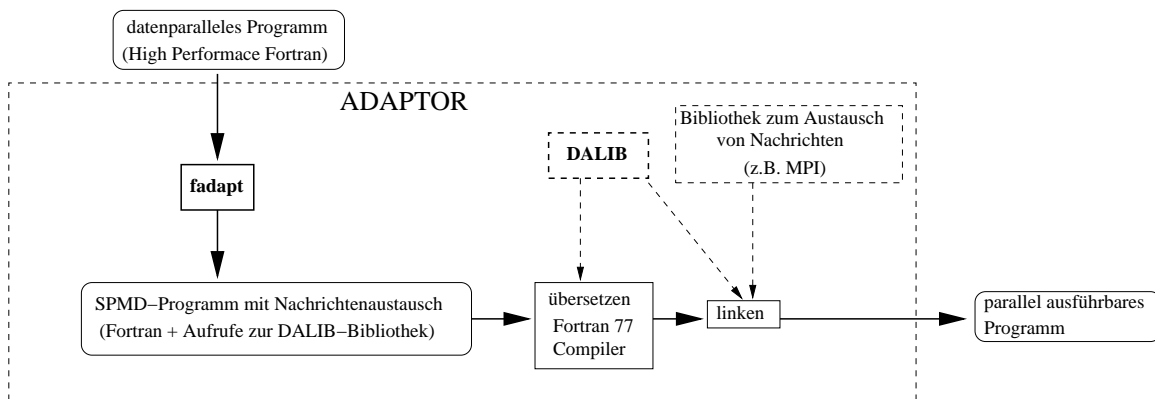 datenparalleles Programm
(High Performace Fortran)
ADAPTOR
Bibliothek zum Austausch
von Nachrichten
(z.B. MPI)
DALIB
fadapt
SPMD–Programm mit Nachrichtenaustausch
(Fortran + Aufrufe zur DALIB–Bibliothek)
übersetzen
Fortran 77
Compiler
linken
parallel ausführbares
Programm